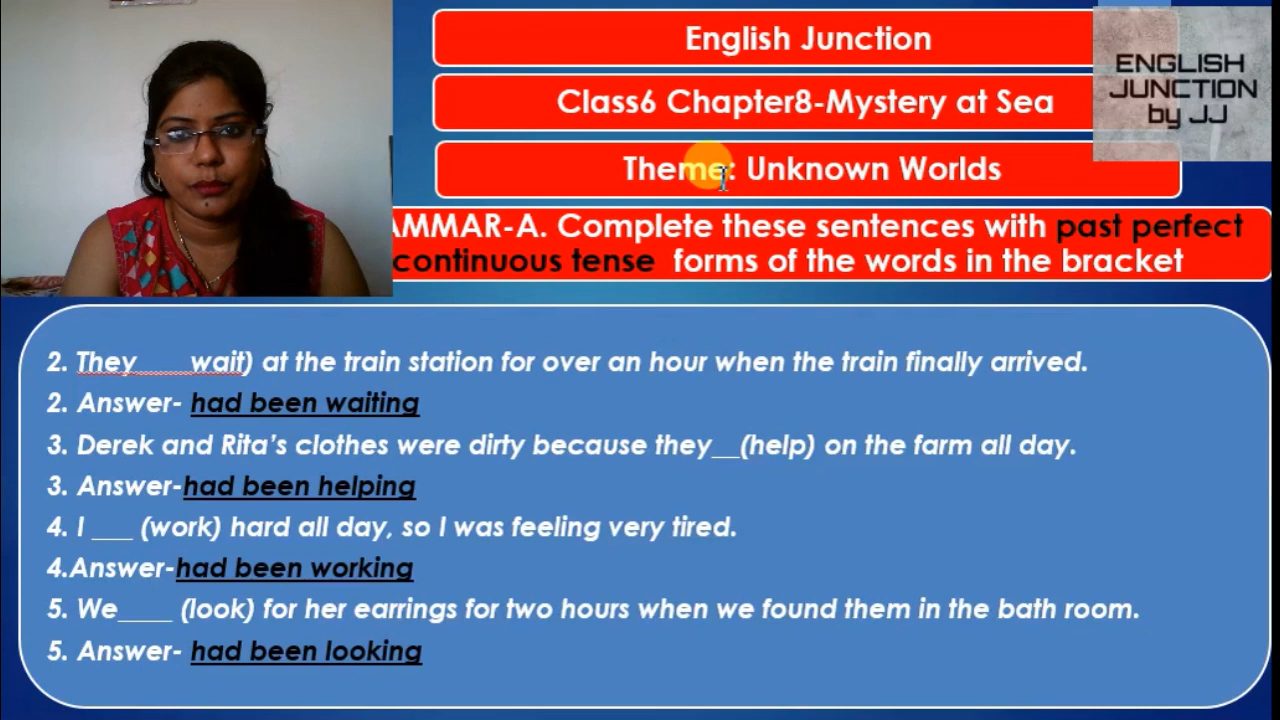 English Junction
Class6 Chapter8-Mystery at Sea
Theme: Unknown Worlds
ENGLISH
JUNCTION
by JJ
AMMAR-A. Complete these sentences with past perfect
continuous tense forms of the words in the bracket
2. They____wait) at the train station for over an hour when the train finally arrived.
2. Answer- had been waiting
3. Derek and Rita's clothes were dirty because they__(help) on the farm all day.
3. Answer-had been helping
4. I ___ (work) hard all day, so I was feeling very tired.
4.Answer-had been working
5. We____ (look) for her earrings for two hours when we found them in the bath room.
5. Answer- had been looking